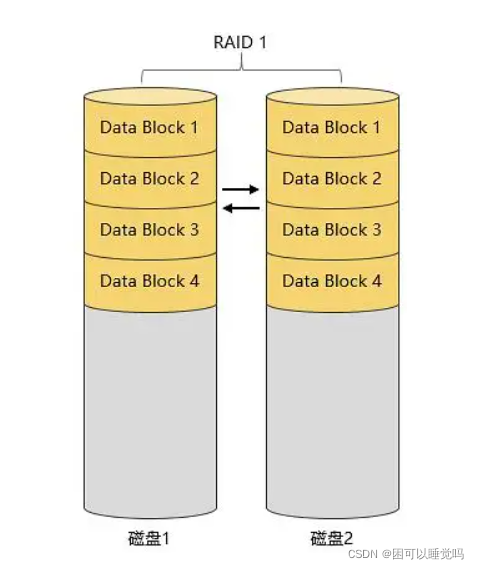 RAID 1
Data Block 1 Data Block 1
Data Block 2 Data Block 2
Data Block 3 Data Block 3
Data Block 4 Data Block 4
磁盘1 磁盘2
CSDN @困可以睡觉吗